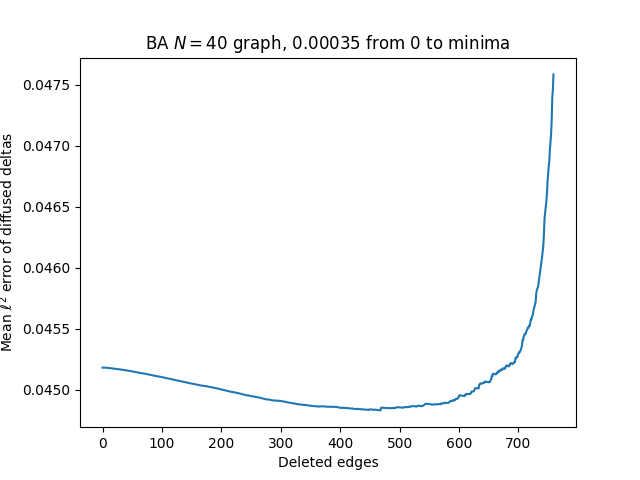 BA N = 40 graph, 0.00035 from 0 to minima
Mean ℓ² error of diffused deltas
0.0475
0.0470
0.0465
0.0460
0.0455
0.0450
0 100 200 300 400 500 600 700
Deleted edges